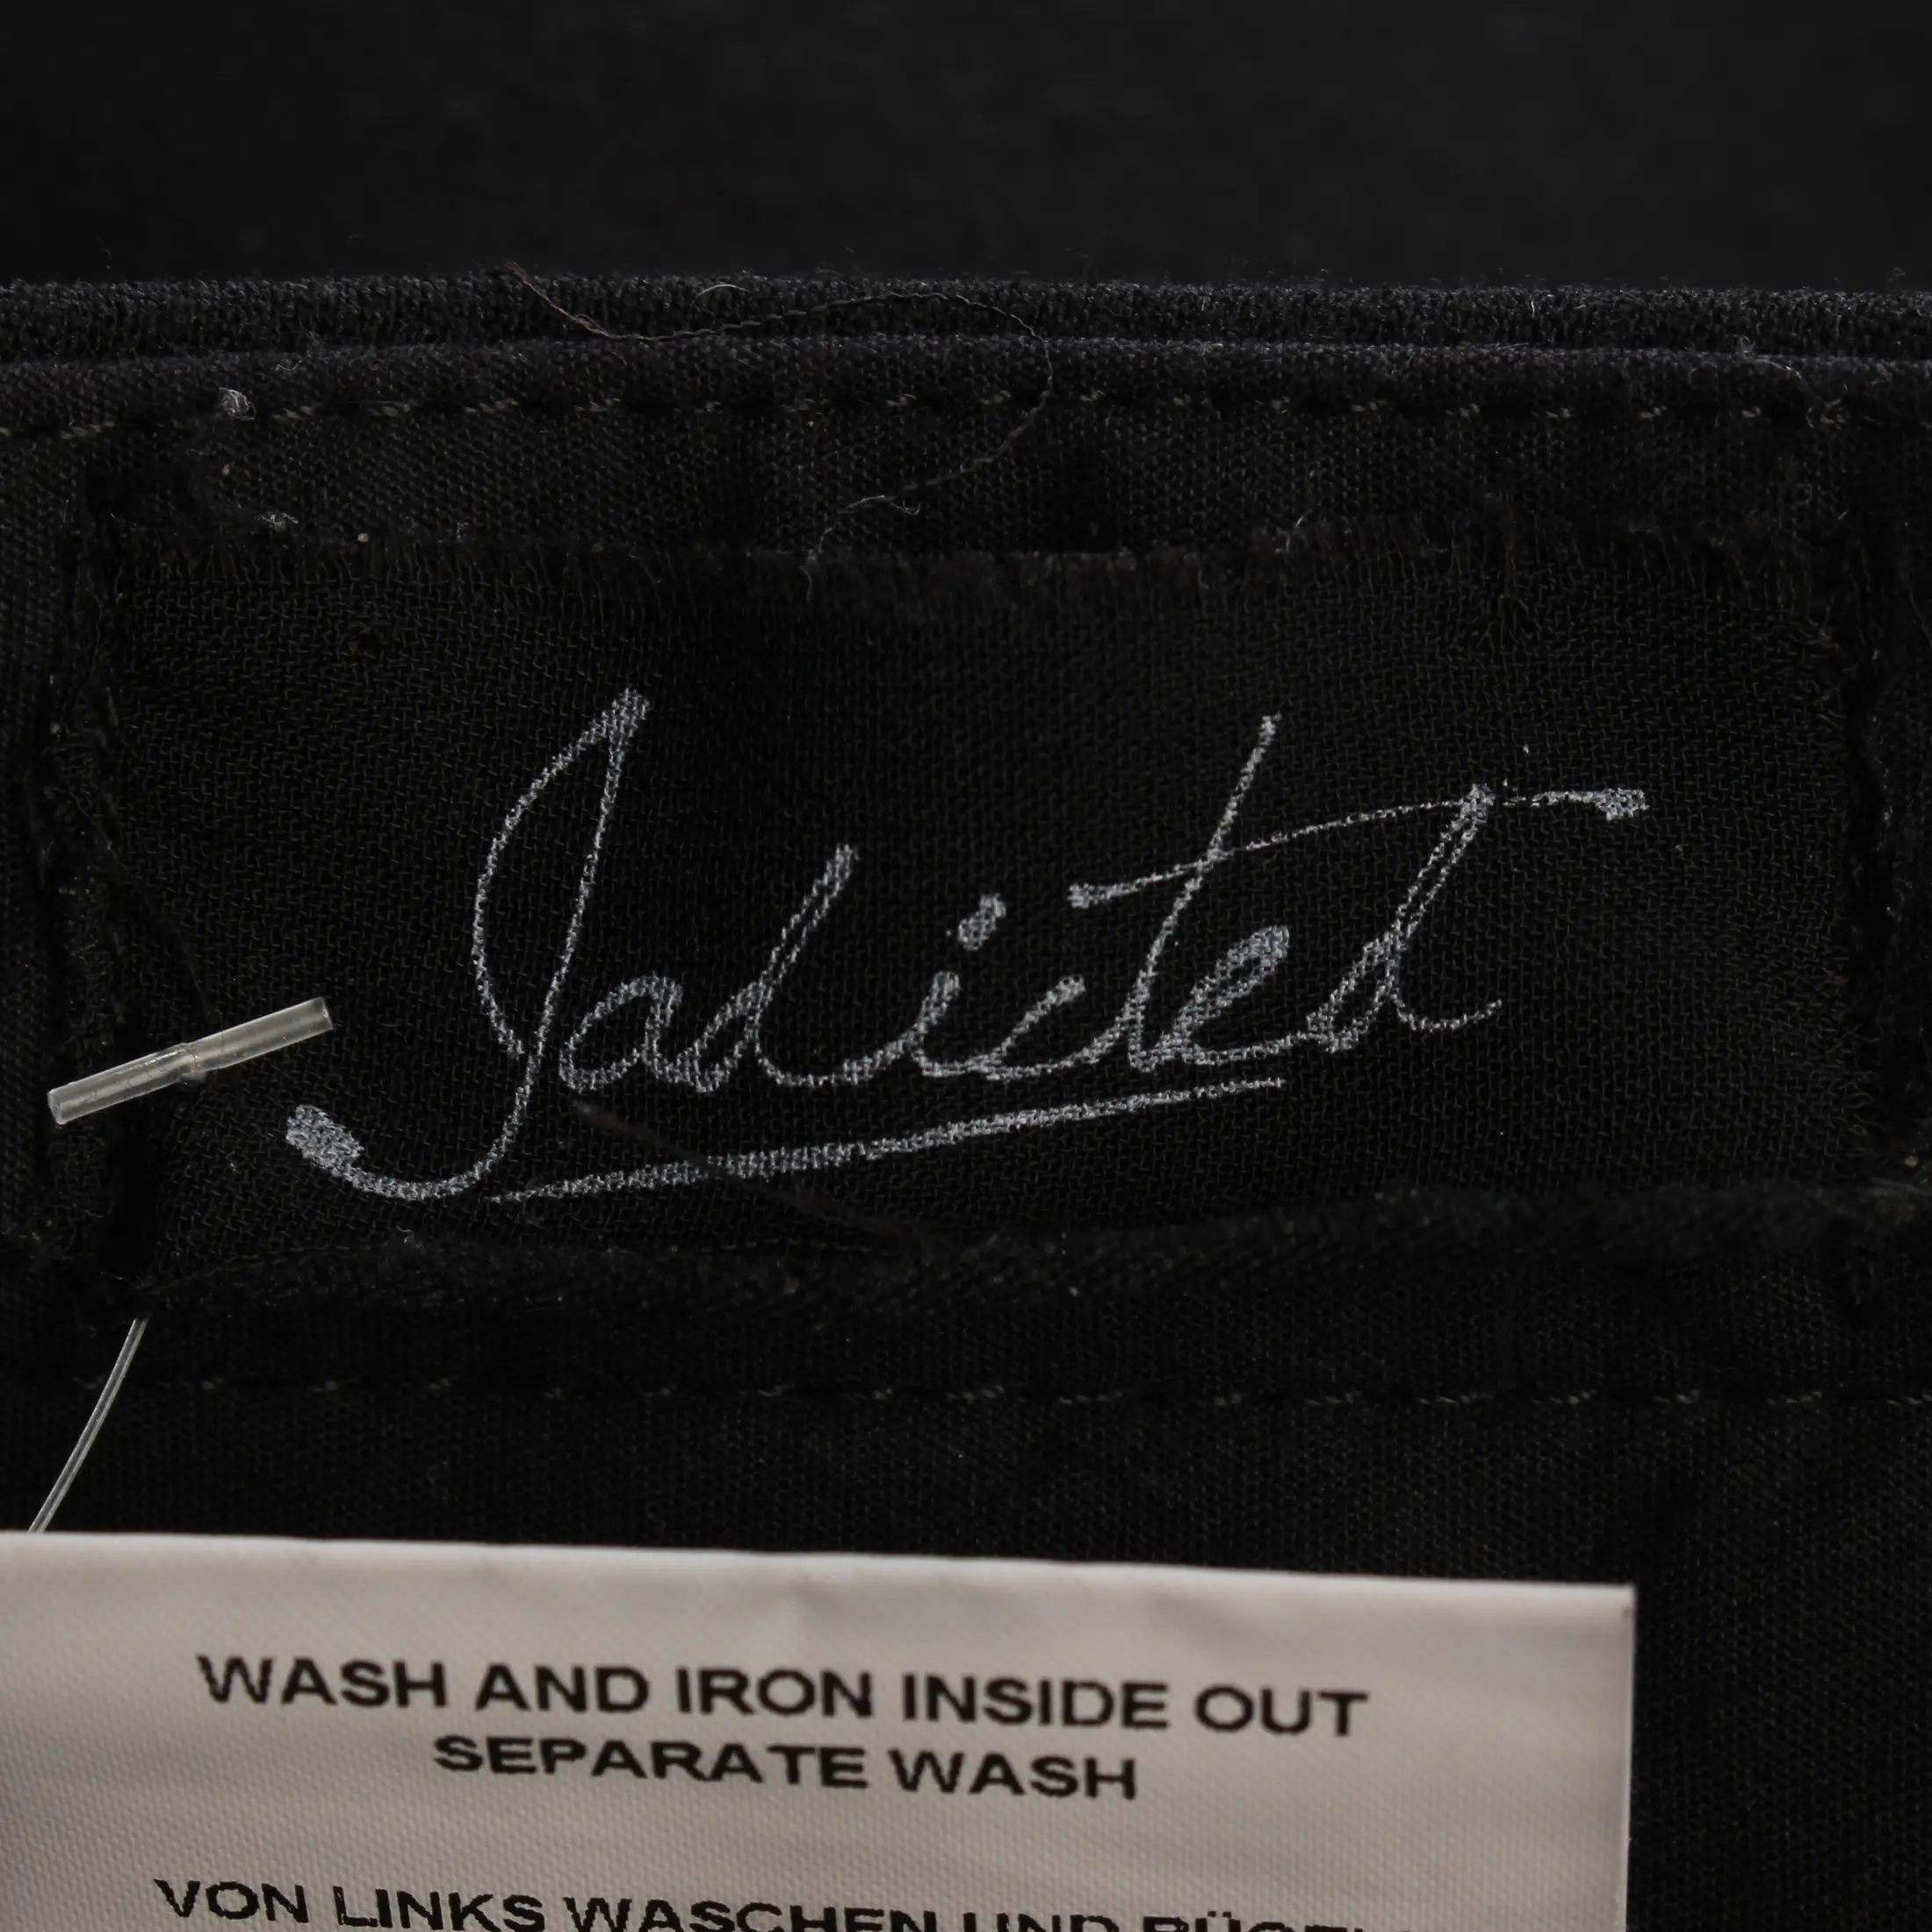 Jadicted
WASH AND IRON INSIDE OUT
SEPARATE WASH
VON LINKS WASCHEN UND